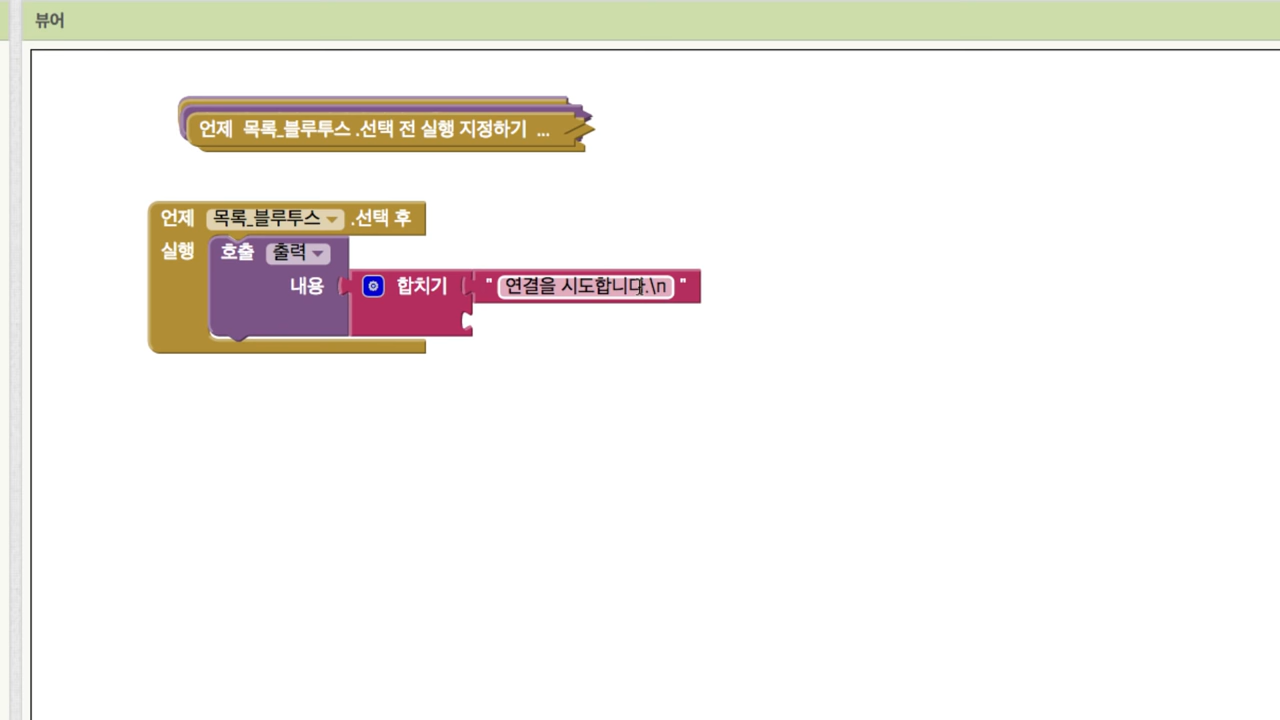 뷰어
언제 목록_블루투스 .선택 전 실행 지정하기 ...
언제 목록_블루투스 .선택 후
실행 호출 출력
내용 합치기 " 연결을 시도합니다.\n "